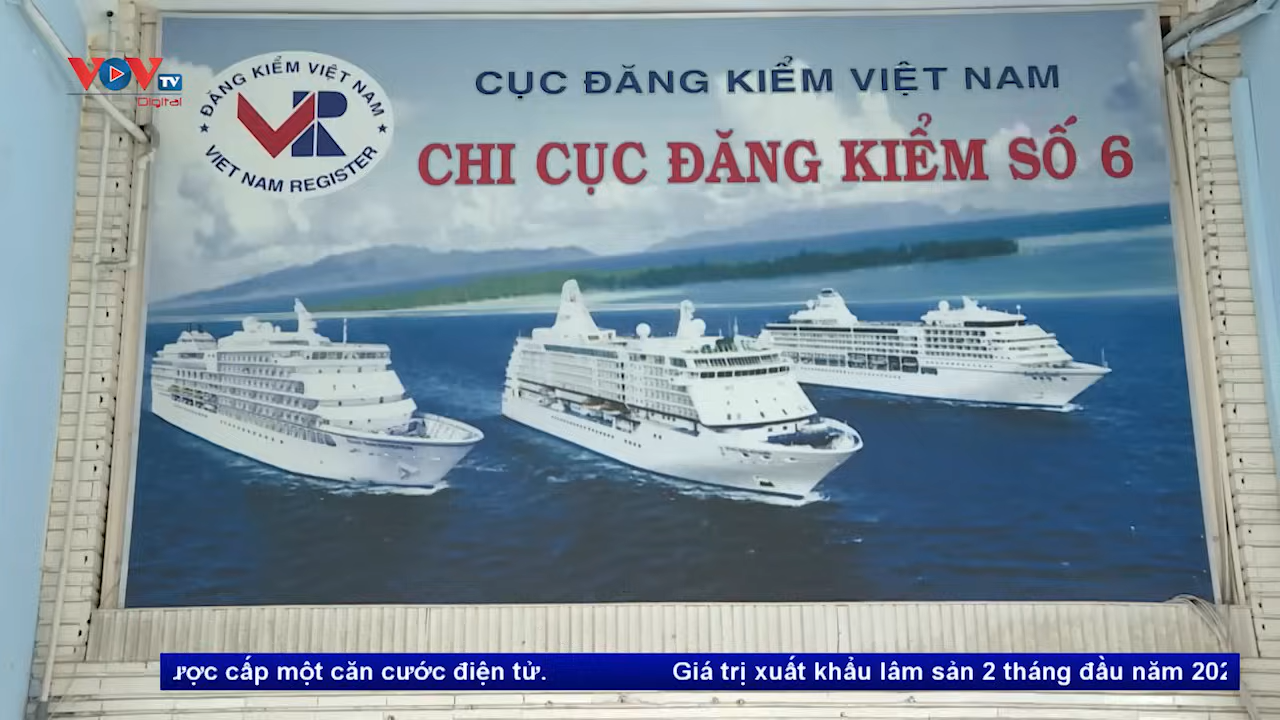 VOV TV
Digital
ĐĂNG KIỂM VIỆT NAM
VR
VIET NAM REGISTER
CỤC ĐĂNG KIỂM VIỆT NAM
CHI CỤC ĐĂNG KIỂM SỐ 6
ược cấp một căn cước điện tử. Giá trị xuất khẩu lâm sản 2 tháng đầu năm 202